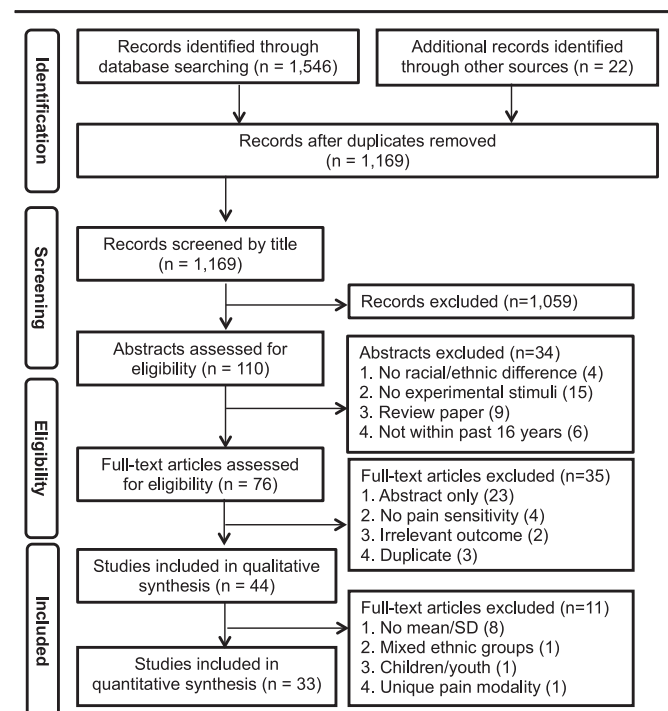 Identification
Records identified through
database searching (n = 1,546)
Additional records identified
through other sources (n = 22)
Records after duplicates removed
(n = 1,169)
Screening
Records screened by title
(n = 1,169)
Records excluded (n=1,059)
Abstracts assessed for
eligibility (n = 110)
Abstracts excluded (n=34)
1. No racial/ethnic difference (4)
2. No experimental stimuli (15)
3. Review paper (9)
4. Not within past 16 years (6)
Eligibility
Full-text articles assessed
for eligibility (n = 76)
Full-text articles excluded (n=35)
1. Abstract only (23)
2. No pain sensitivity (4)
3. Irrelevant outcome (2)
4. Duplicate (3)
Included
Studies included in qualitative
synthesis (n = 44)
Full-text articles excluded (n=11)
1. No mean/SD (8)
2. Mixed ethnic groups (1)
3. Children/youth (1)
4. Unique pain modality (1)
Studies included in
quantitative synthesis (n = 33)